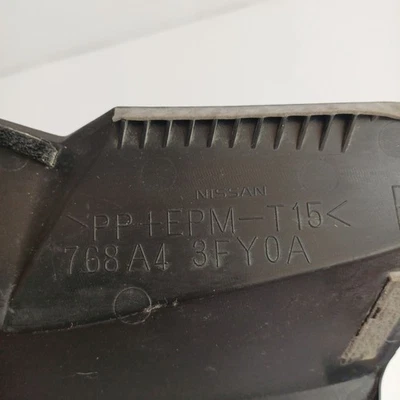 NISSAN
>PP+EPM-T15<
768A4 3FY0A